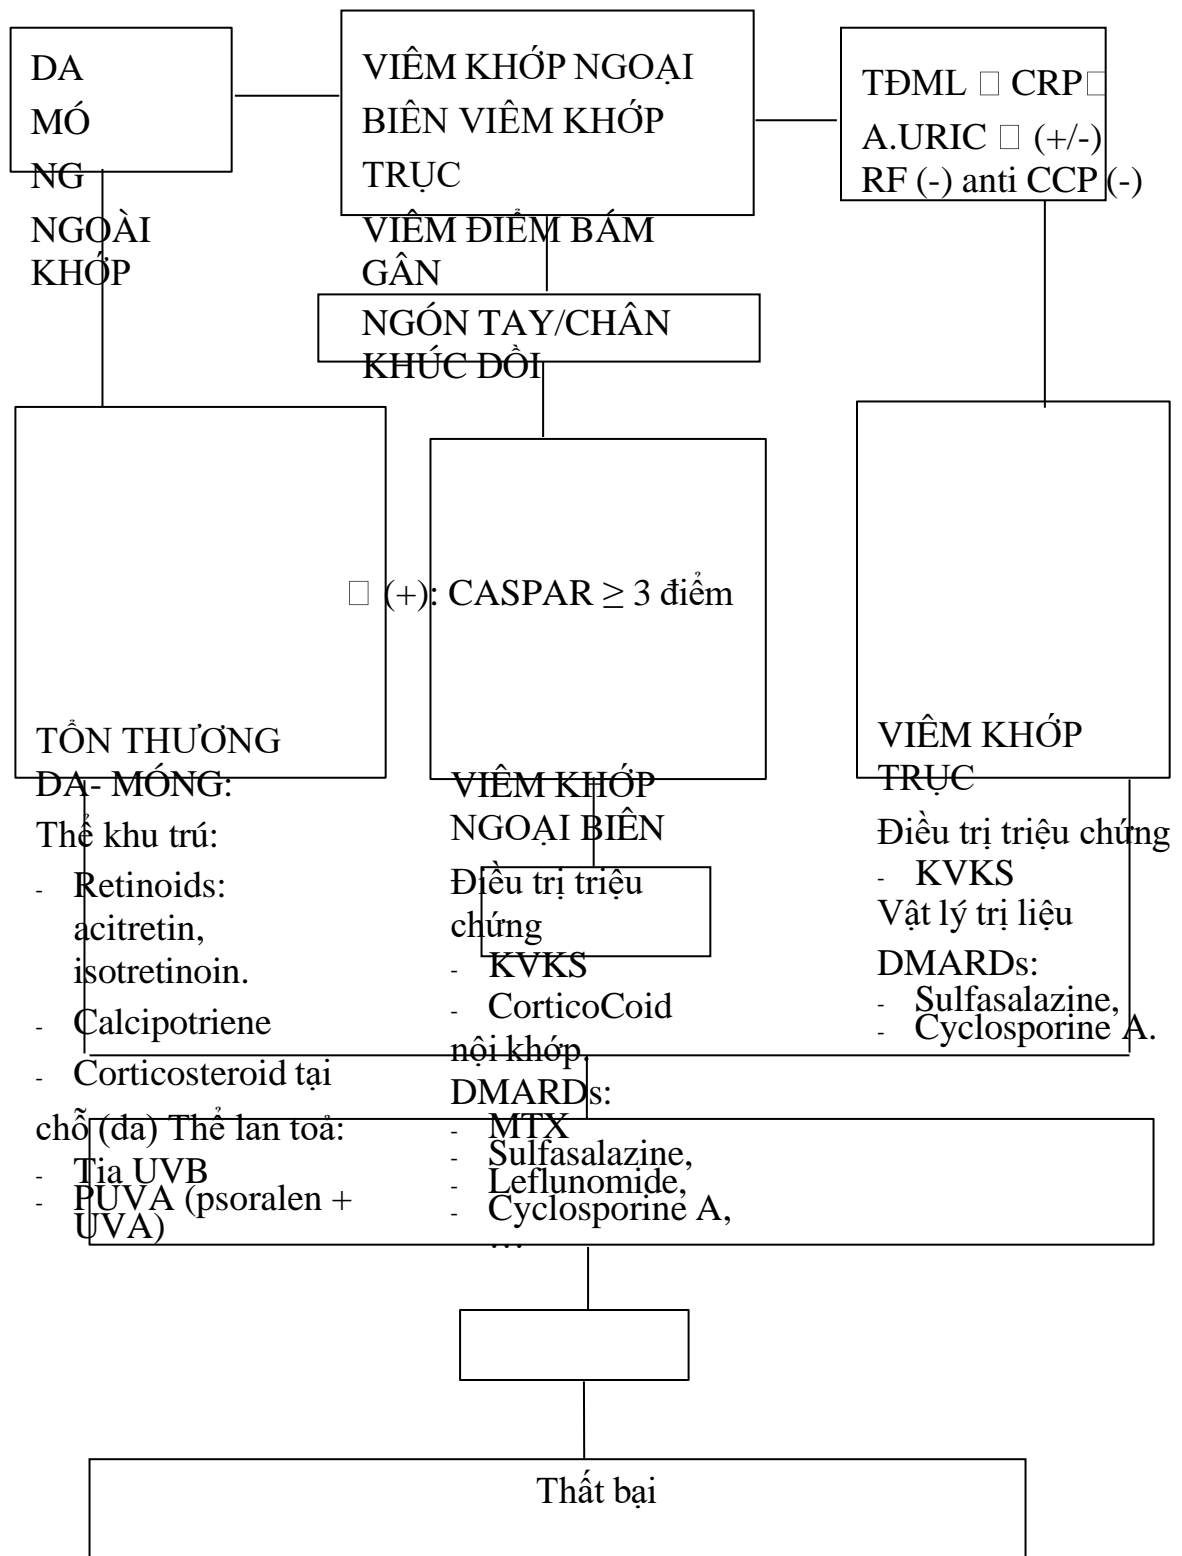 DA
MÓ
NG
NGOÀI
KHỚP
VIÊM KHỚP NGOẠI
BIÊN VIÊM KHỚP
TRỤC
VIÊM ĐIỂM BÁM
GÂN
NGÓN TAY/CHÂN
KHÚC DỒI
TĐML □ CRP□
A.URIC □ (+/-)
RF (-) anti CCP (-)
□ (+): CASPAR ≥ 3 điểm
TỔN THƯƠNG
DA- MÓNG:
Thể khu trú:
- Retinoids:
acitretin,
isotretinoin.
- Calcipotriene
- Corticosteroid tại
chỗ (da) Thể lan toả:
- Tia UVB
- PUVA (psoralen +
UVA)
VIÊM KHỚP
NGOẠI BIÊN
Điều trị triệu
chứng
- KVKS
- CorticoCoid
nội khớp.
DMARDs:
- MTX
- Sulfasalazine,
- Leflunomide,
- Cyclosporine A,
…
VIÊM KHỚP
TRỤC
Điều trị triệu chứng
- KVKS
Vật lý trị liệu
DMARDs:
- Sulfasalazine,
- Cyclosporine A.
Thất bại